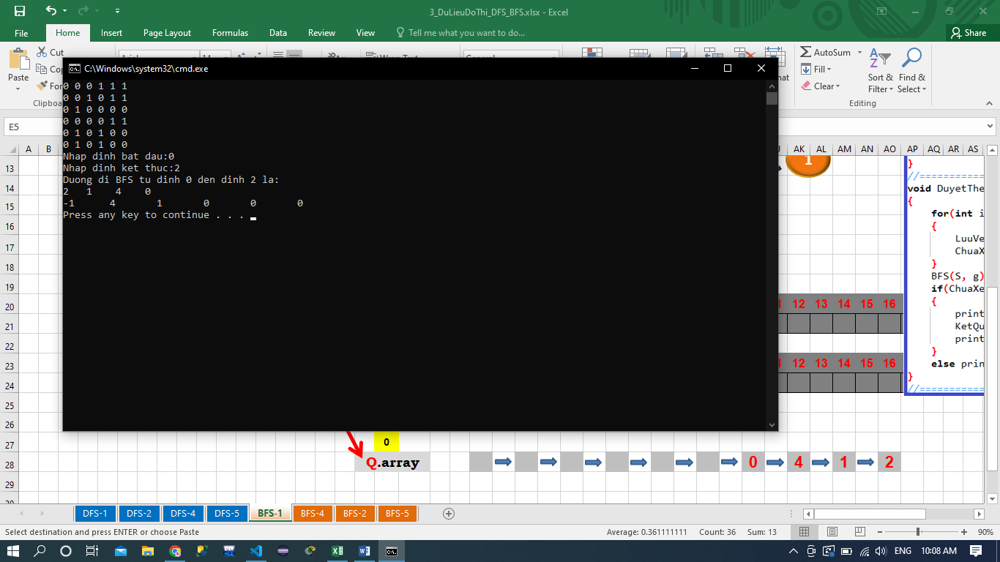 3_DuLieuDoThi_DFS_BFS.xlsx - Excel
File Home Insert Page Layout Formulas Data Review View Tell me what you want to do... Share
Cut
Paste
AutoSum
Fill
Clear
Sort & Filter
Find & Select
Editing
C:\Windows\system32\cmd.exe
0 0 0 1 1 1
0 0 1 0 1 1
0 1 0 0 0 0
0 0 0 0 1 1
0 1 0 1 0 0
0 1 0 1 0 0
Nhap dinh bat dau:0
Nhap dinh ket thuc:2
Duong di BFS tu dinh 0 den dinh 2 la:
2 1 4 0
-1 4 1 0 0 0
Press any key to continue . . .
E5
A B AK AL AM AN AO AP AQ AR AS
13
14
15
16
17
18
19
20
21
22
23
24
25
26
27
28
29
1
}
//===========
void DuyetThe
{
for(int i
{
LuuVe
ChuaX
}
BFS(S, g)
if(ChuaXe
{
print
KetQu
print
}
else prin
}
//===========
12 13 14 15 16
12 13 14 15 16
0
Q.array 0 4 1 2
DFS-1 DFS-2 DFS-4 DFS-5 BFS-1 BFS-4 BFS-2 BFS-5
Select destination and press ENTER or choose Paste Average: 0.361111111 Count: 36 Sum: 13 90%
ENG 10:08 AM